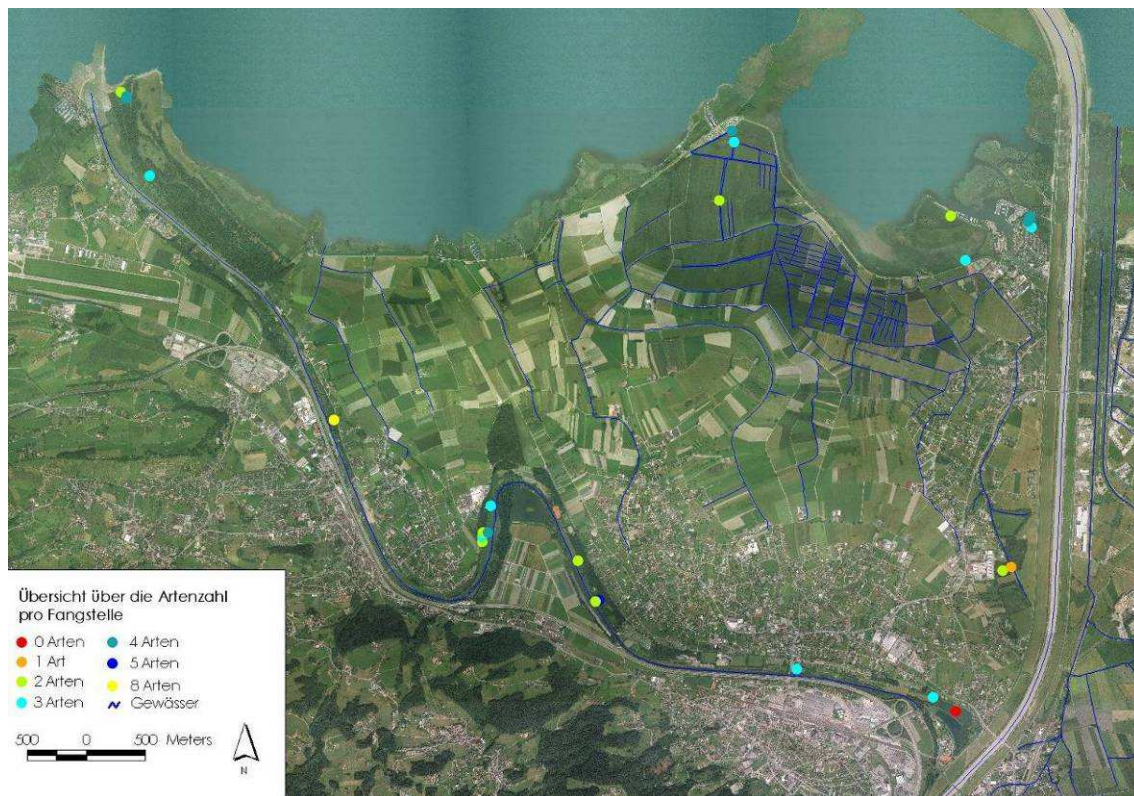 Übersicht über die Artenzahl
pro Fangstelle
0 Arten
1 Art
2 Arten
3 Arten
4 Arten
5 Arten
8 Arten
Gewässer
500 0 500 Meters
N